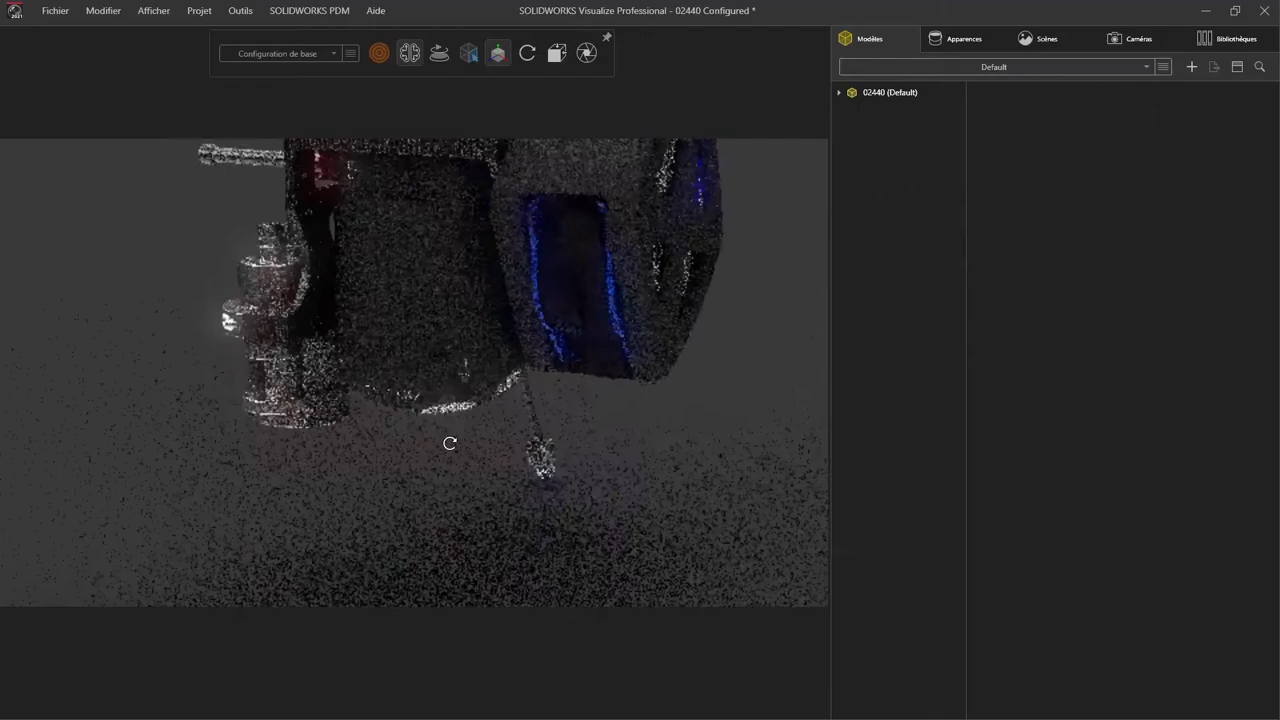 Fichier Modifier Afficher Projet Outils SOLIDWORKS PDM Aide SOLIDWORKS Visualize Professional - 02440 Configured *
2021
Configuration de base
Modèles Apparences Scènes Caméras Bibliothèques
Default
02440 (Default)